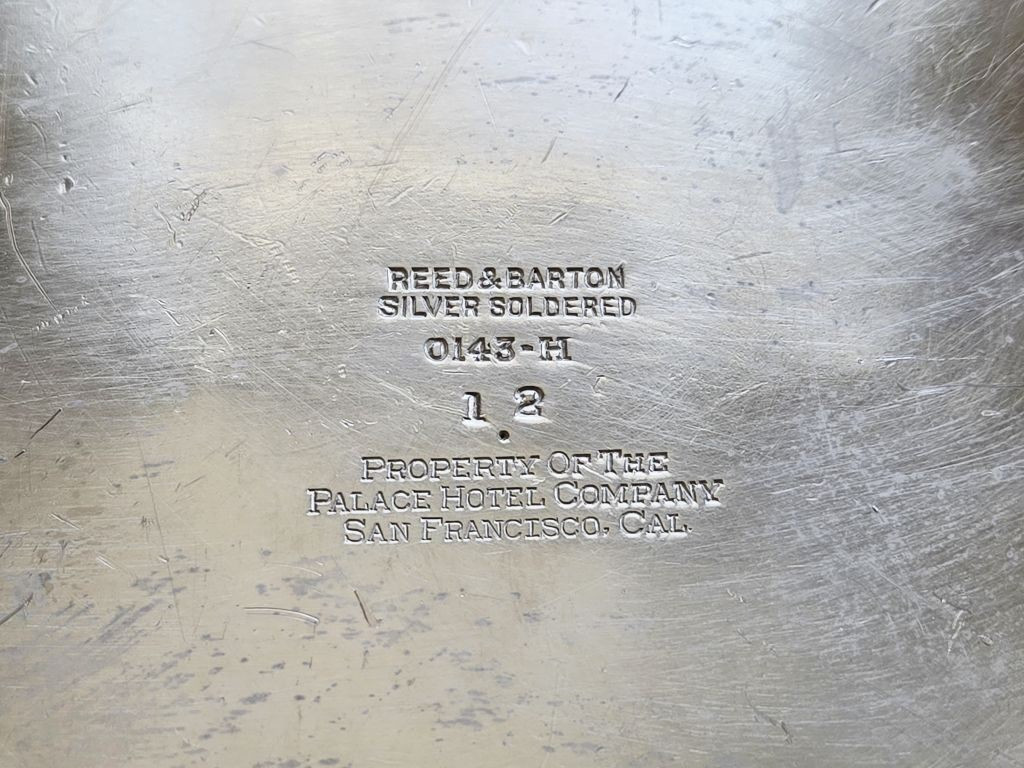 REED & BARTON
SILVER SOLDERED
0143-H
1 2
PROPERTY OF THE
PALACE HOTEL COMPANY
SAN FRANCISCO, CAL.